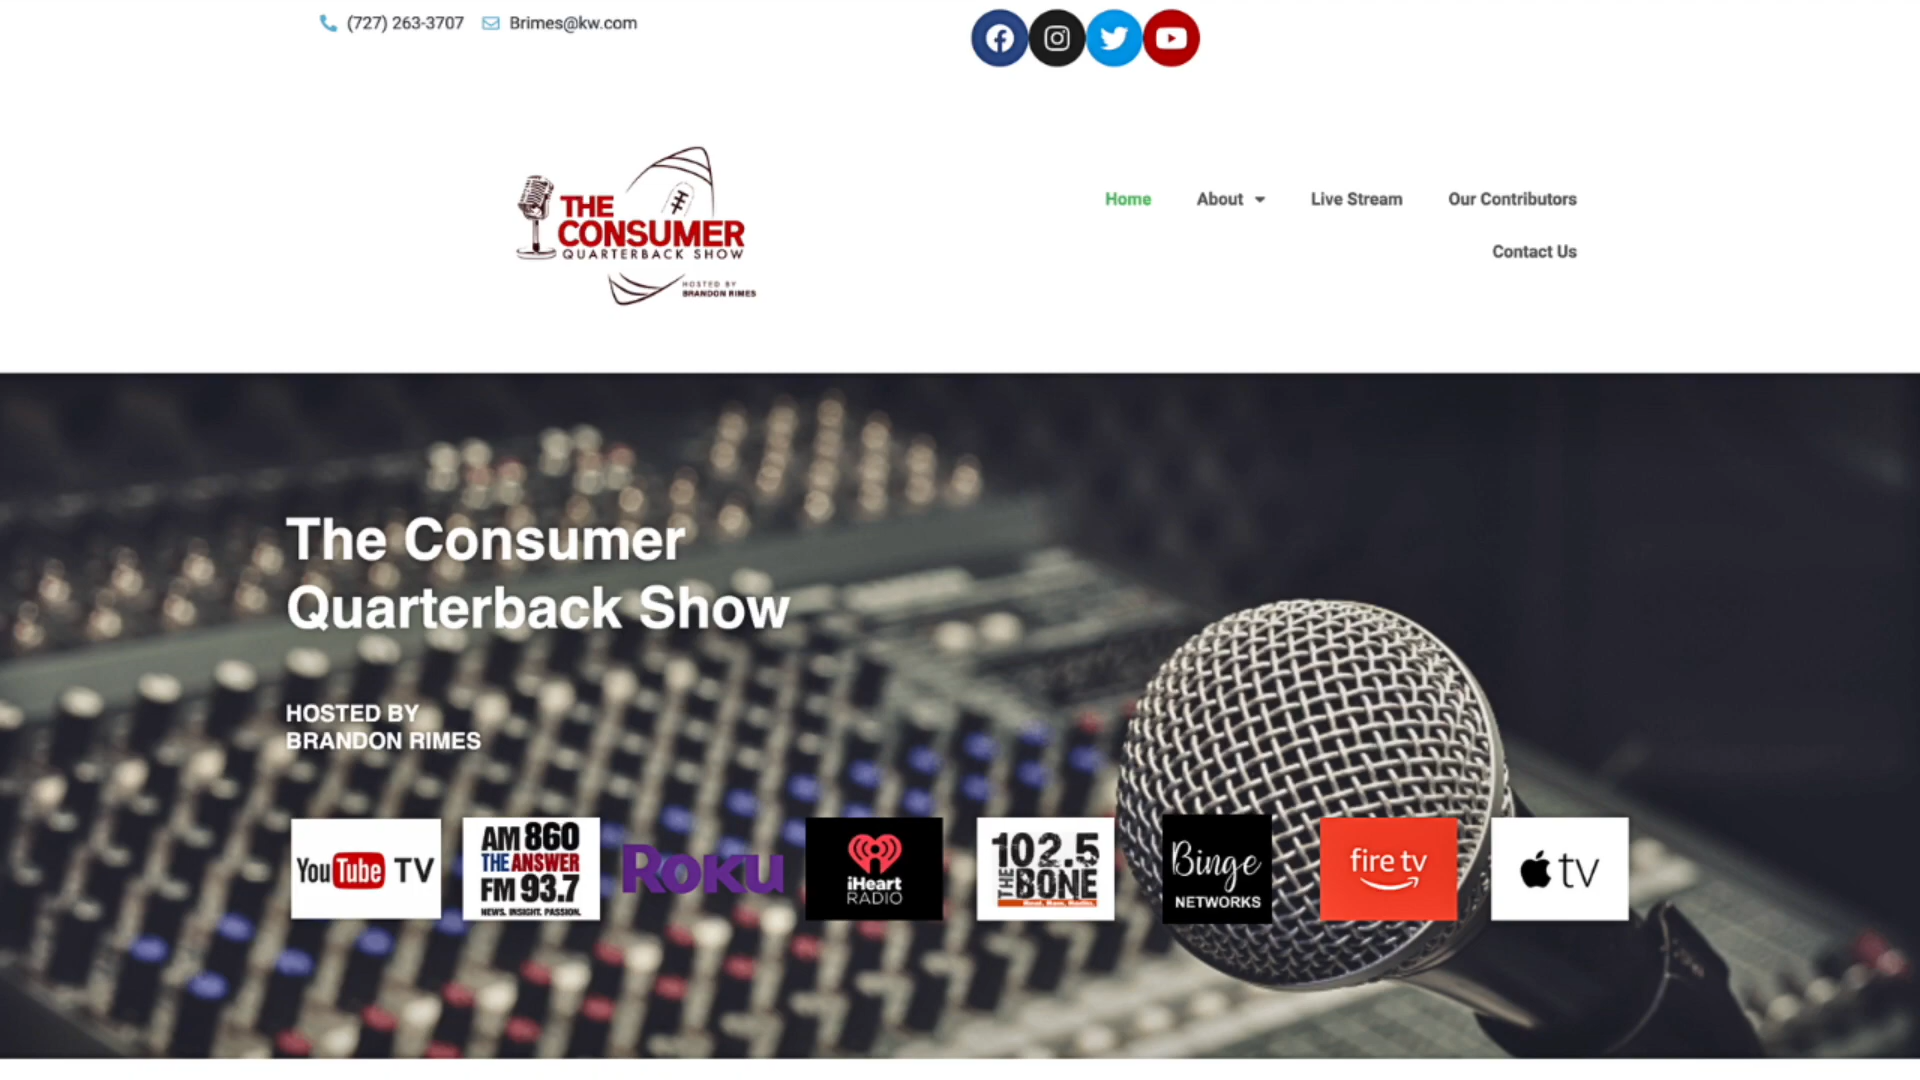 (727) 263-3707 Brimes@kw.com
THE
CONSUMER
QUARTERBACK SHOW
HOSTED BY
BRANDON RIMES
Home About Live Stream Our Contributors
Contact Us
The Consumer
Quarterback Show
HOSTED BY
BRANDON RIMES
YouTube TV
AM 860
THE ANSWER
FM 93.7
NEWS. INSIGHT. PASSION.
ROKU
iHeart
RADIO
102.5
THE BONE
Binge
NETWORKS
fire tv
tv